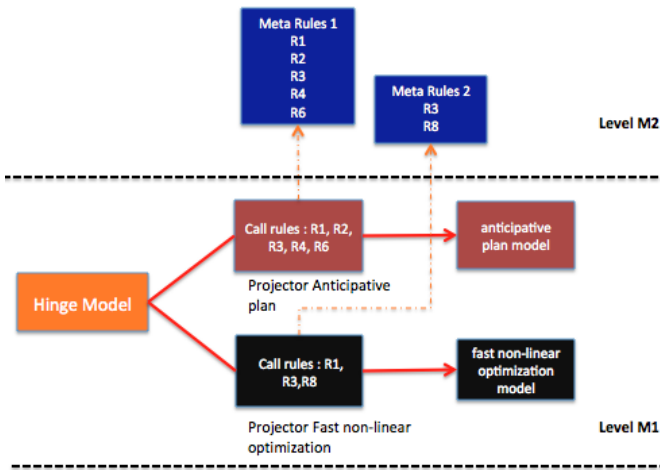 Meta Rules 1
R1
R2
R3
R4
R6
Meta Rules 2
R3
R8
Level M2
Call rules : R1, R2,
R3, R4, R6
anticipative
plan model
Projector Anticipative
plan
Hinge Model
Call rules : R1,
R3,R8
fast non-linear
optimization
model
Projector Fast non-linear
optimization
Level M1